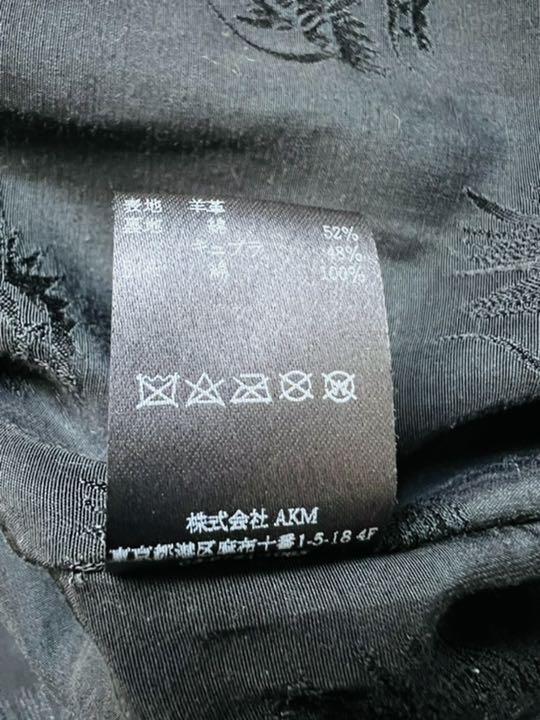 表地 羊革
裏地 綿 52%
キュプラ 48%
綿 100%
株式会社 AKM
東京都港区麻布十番1-5-18 4F